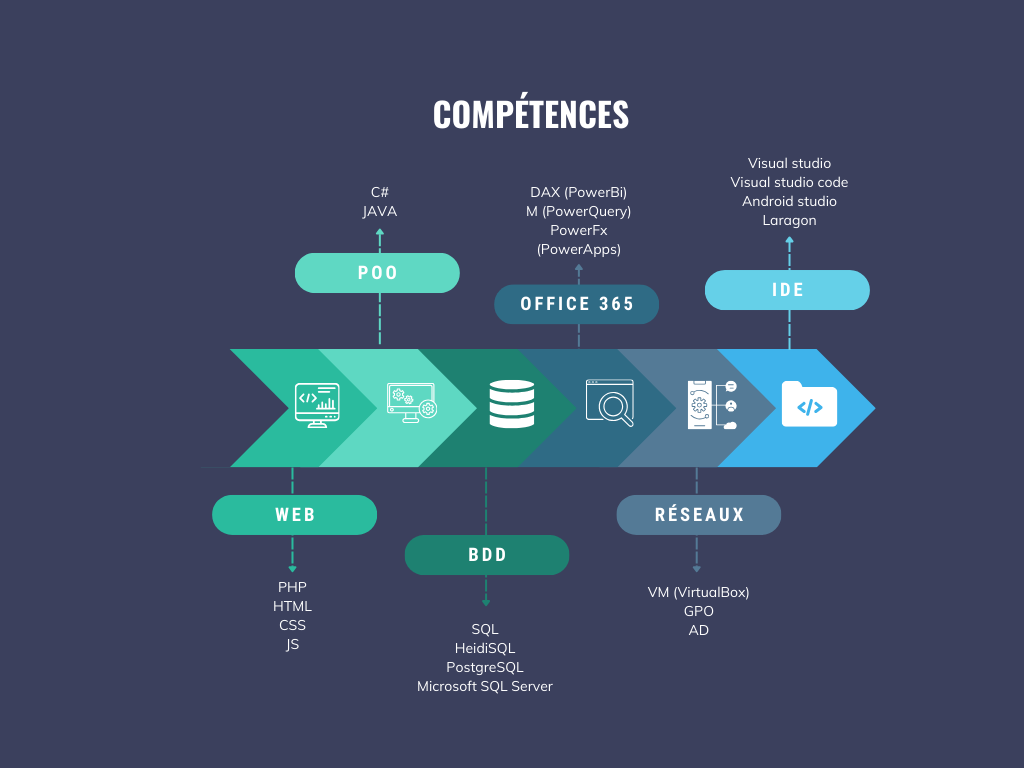 COMPÉTENCES
C#
JAVA
POO
DAX (PowerBi)
M (PowerQuery)
PowerFx
(PowerApps)
OFFICE 365
Visual studio
Visual studio code
Android studio
Laragon
IDE
</>
</>
WEB
PHP
HTML
CSS
JS
BDD
SQL
HeidiSQL
PostgreSQL
Microsoft SQL Server
RÉSEAUX
VM (VirtualBox)
GPO
AD